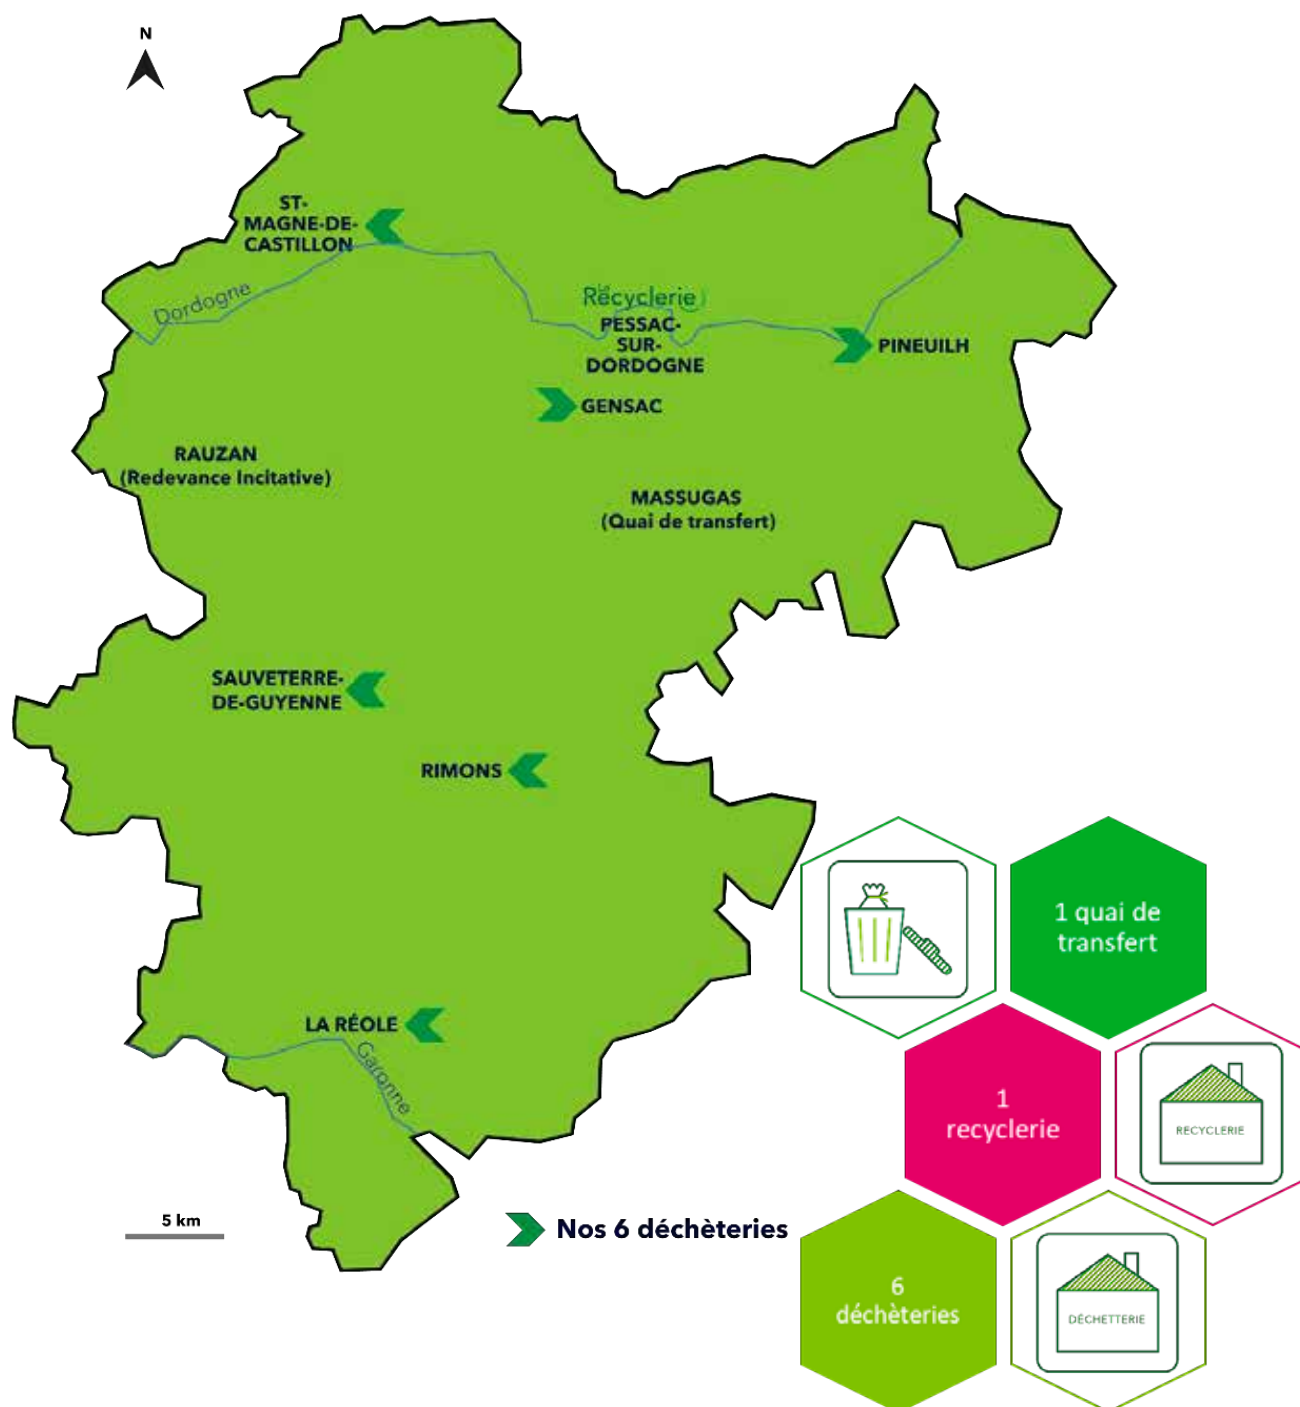 N
ST-
MAGNE-DE-
CASTILLON
Dordogne
La
Recyclerie
PESSAC-
SUR-
DORDOGNE
PINEUILH
GENSAC
RAUZAN
(Redevance Incitative)
MASSUGAS
(Quai de transfert)
SAUVETERRE-
DE-GUYENNE
RIMONS
LA RÉOLE
Garonne
5 km
Nos 6 déchèteries
1 quai de
transfert
1
recyclerie
RECYCLERIE
6
déchèteries
DÉCHETTERIE